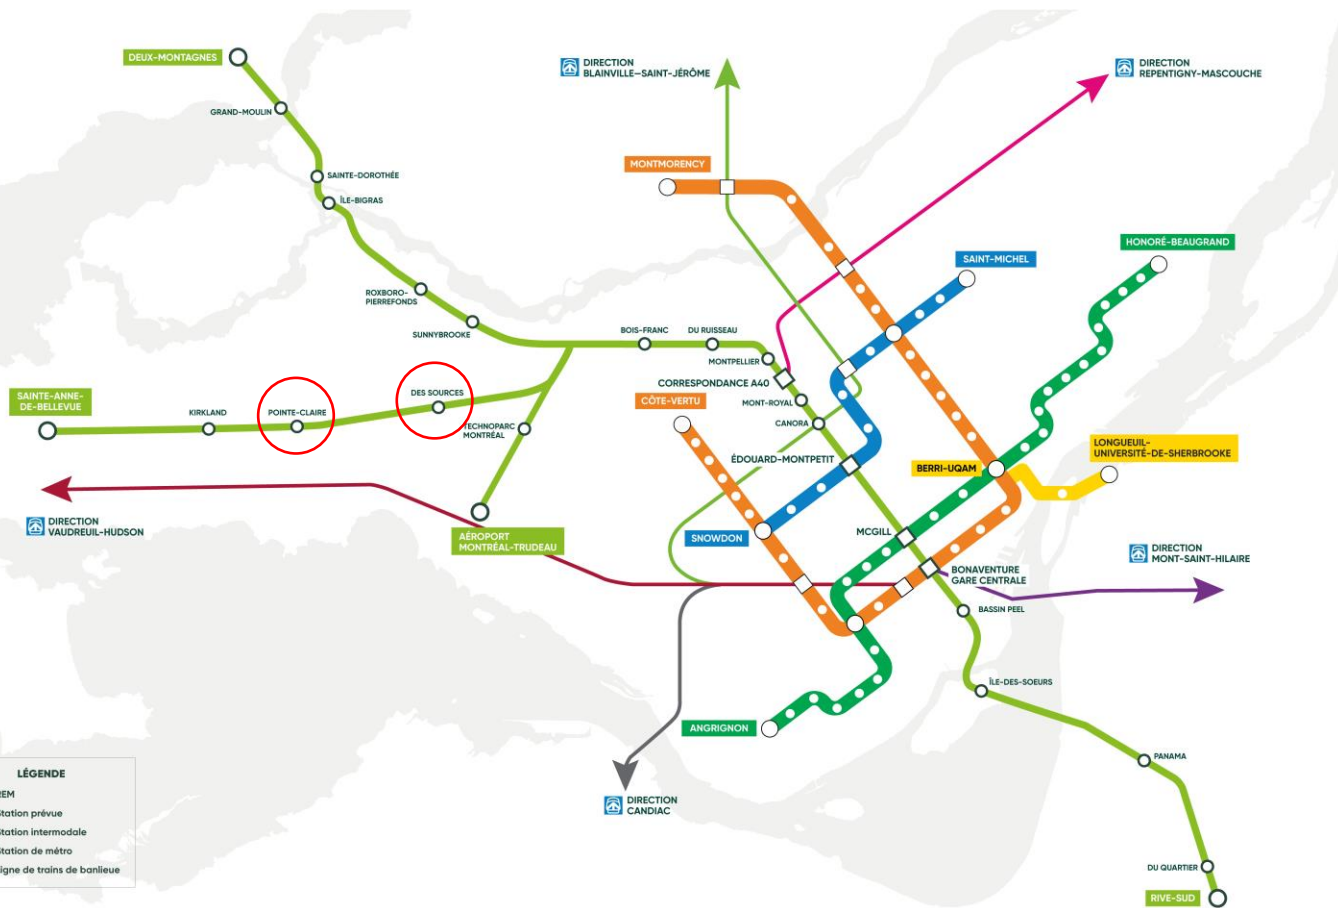 DEUX-MONTAGNES
GRAND-MOULIN
SAINTE-DOROTHÉE
ÎLE-BIGRAS
ROXBORO-
PIERREFONDS
SUNNYBROOKE
BOIS-FRANC
DU RUISSEAU
MONTPELLIER
CORRESPONDANCE A40
MONT-ROYAL
CANORA
ÉDOUARD-MONTPETIT
MCGILL
BONAVENTURE
GARE CENTRALE
BASSIN PEEL
ÎLE-DES-SOEURS
PANAMA
DU QUARTIER
RIVE-SUD
SAINTE-ANNE-
DE-BELLEVUE
KIRKLAND
POINTE-CLAIRE
DES SOURCES
TECHNOPARC
MONTRÉAL
AÉROPORT
MONTRÉAL-TRUDEAU
DIRECTION
BLAINVILLE–SAINT-JÉRÔME
DIRECTION
REPENTIGNY-MASCOUCHE
MONTMORENCY
SAINT-MICHEL
HONORÉ-BEAUGRAND
CÔTE-VERTU
BERRI-UQAM
LONGUEUIL-
UNIVERSITÉ-DE-SHERBROOKE
SNOWDON
ANGRIGNON
DIRECTION
VAUDREUIL-HUDSON
DIRECTION
MONT-SAINT-HILAIRE
DIRECTION
CANDIAC
LÉGENDE
REM
Station prévue
Station intermodale
Station de métro
igne de trains de banlieue